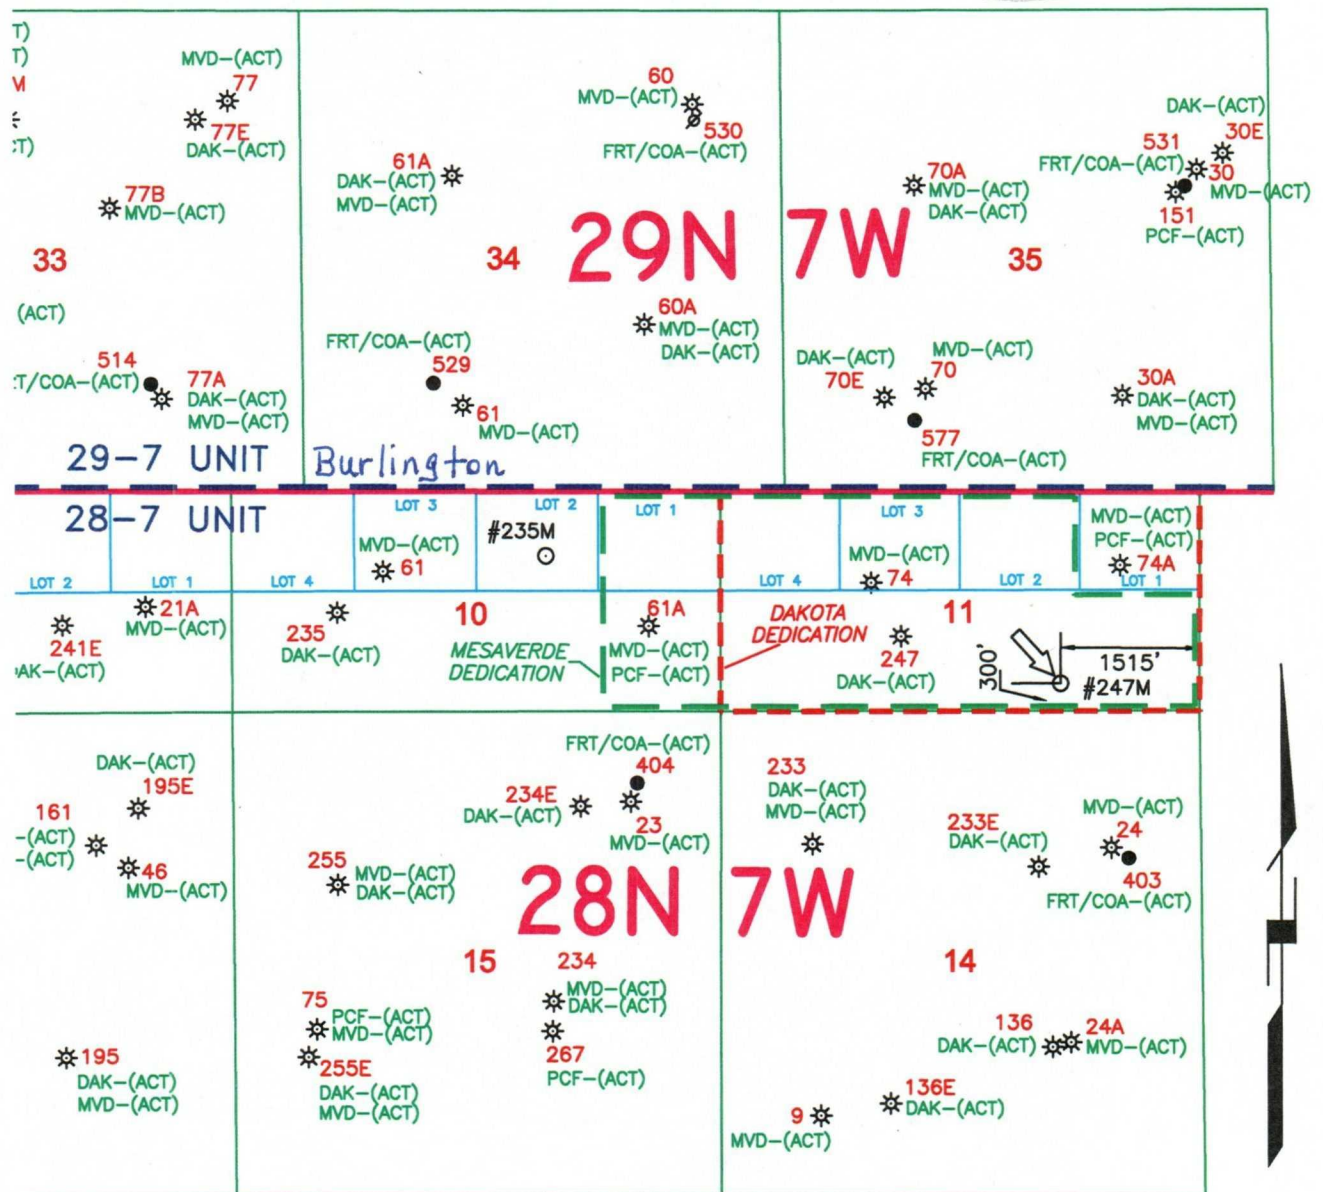 T)
T)
M
CT)
MVD-(ACT)
77
77E
DAK-(ACT)
77B
MVD-(ACT)
33
(ACT)
514
T/COA-(ACT)
77A
DAK-(ACT)
MVD-(ACT)
60
MVD-(ACT)
530
FRT/COA-(ACT)
61A
DAK-(ACT)
MVD-(ACT)
34
29N 7W
60A
MVD-(ACT)
DAK-(ACT)
FRT/COA-(ACT)
529
61
MVD-(ACT)
DAK-(ACT)
30E
531
FRT/COA-(ACT)
30
MVD-(ACT)
151
PCF-(ACT)
70A
MVD-(ACT)
DAK-(ACT)
35
DAK-(ACT)
70E
MVD-(ACT)
70
577
FRT/COA-(ACT)
30A
DAK-(ACT)
MVD-(ACT)
29-7 UNIT Burlington
28-7 UNIT
LOT 3
LOT 2
LOT 1
LOT 3
#235M
MVD-(ACT)
61
MVD-(ACT)
74
MVD-(ACT)
PCF-(ACT)
74A
LOT 2
LOT 1
LOT 4
LOT 4
LOT 2
LOT 1
21A
MVD-(ACT)
241E
AK-(ACT)
235
DAK-(ACT)
10
MESAVERDE
DEDICATION
61A
MVD-(ACT)
PCF-(ACT)
DAKOTA
DEDICATION
11
247
DAK-(ACT)
300'
1515'
#247M
DAK-(ACT)
195E
161
-(ACT)
-(ACT)
46
MVD-(ACT)
FRT/COA-(ACT)
404
234E
DAK-(ACT)
23
MVD-(ACT)
255
MVD-(ACT)
DAK-(ACT)
233
DAK-(ACT)
MVD-(ACT)
233E
DAK-(ACT)
MVD-(ACT)
24
403
FRT/COA-(ACT)
28N 7W
15
234
MVD-(ACT)
DAK-(ACT)
14
75
PCF-(ACT)
MVD-(ACT)
255E
DAK-(ACT)
MVD-(ACT)
267
PCF-(ACT)
195
DAK-(ACT)
MVD-(ACT)
136
DAK-(ACT)
24A
MVD-(ACT)
136E
DAK-(ACT)
9
MVD-(ACT)